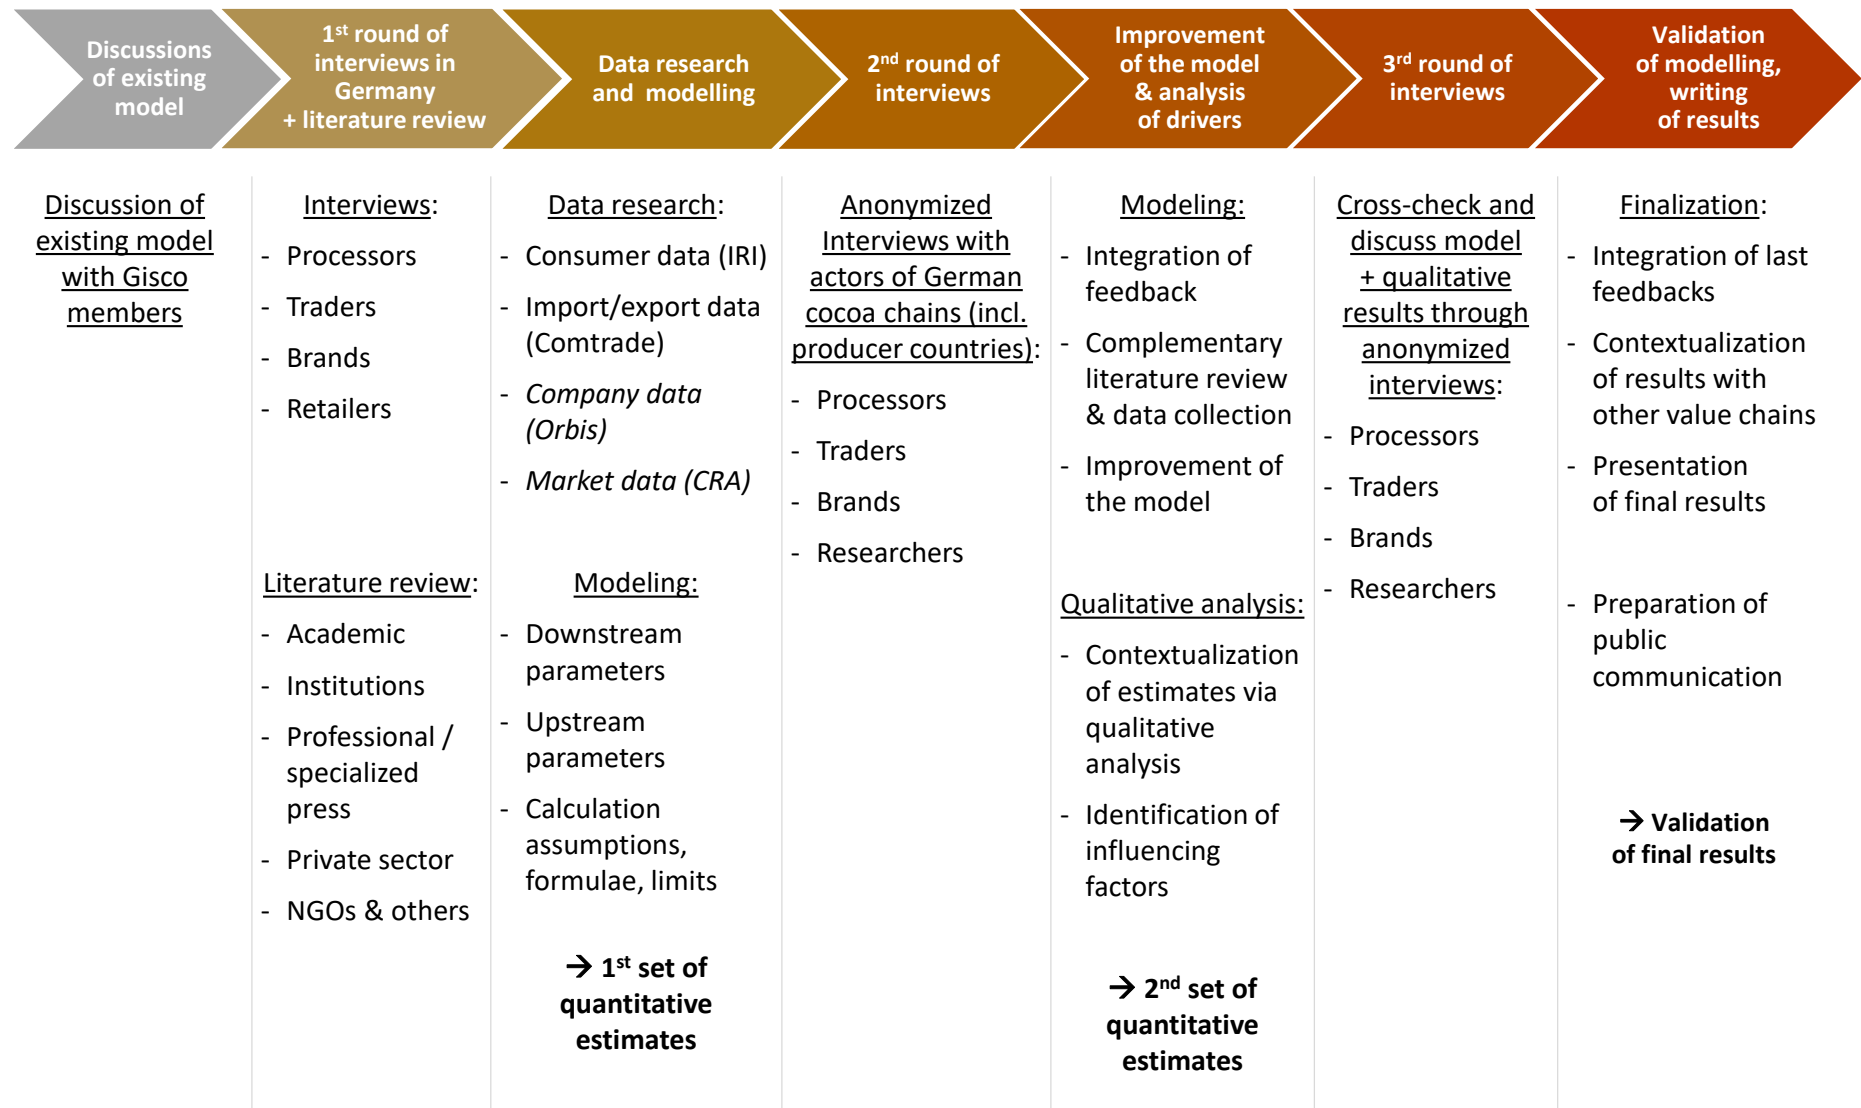 Discussions
of existing
model
1st round of
interviews in
Germany
+ literature review
Data research
and modelling
2nd round of
interviews
Improvement
of the model
& analysis
of drivers
3rd round of
interviews
Validation
of modelling,
writing
of results
Discussion of
existing model
with Gisco
members
Interviews:
- Processors
- Traders
- Brands
- Retailers
Literature review:
- Academic
- Institutions
- Professional /
specialized
press
- Private sector
- NGOs & others
Data research:
- Consumer data (IRI)
- Import/export data
(Comtrade)
- Company data
(Orbis)
- Market data (CRA)
Modeling:
- Downstream
parameters
- Upstream
parameters
- Calculation
assumptions,
formulae, limits
→ 1st set of
quantitative
estimates
Anonymized
Interviews with
actors of German
cocoa chains (incl.
producer countries):
- Processors
- Traders
- Brands
- Researchers
Modeling:
- Integration of
feedback
- Complementary
literature review
& data collection
- Improvement of
the model
Qualitative analysis:
- Contextualization
of estimates via
qualitative
analysis
- Identification of
influencing
factors
→ 2nd set of
quantitative
estimates
Cross-check and
discuss model
+ qualitative
results through
anonymized
interviews:
- Processors
- Traders
- Brands
- Researchers
Finalization:
- Integration of last
feedbacks
- Contextualization
of results with
other value chains
- Presentation
of final results
- Preparation of
public
communication
→ Validation
of final results